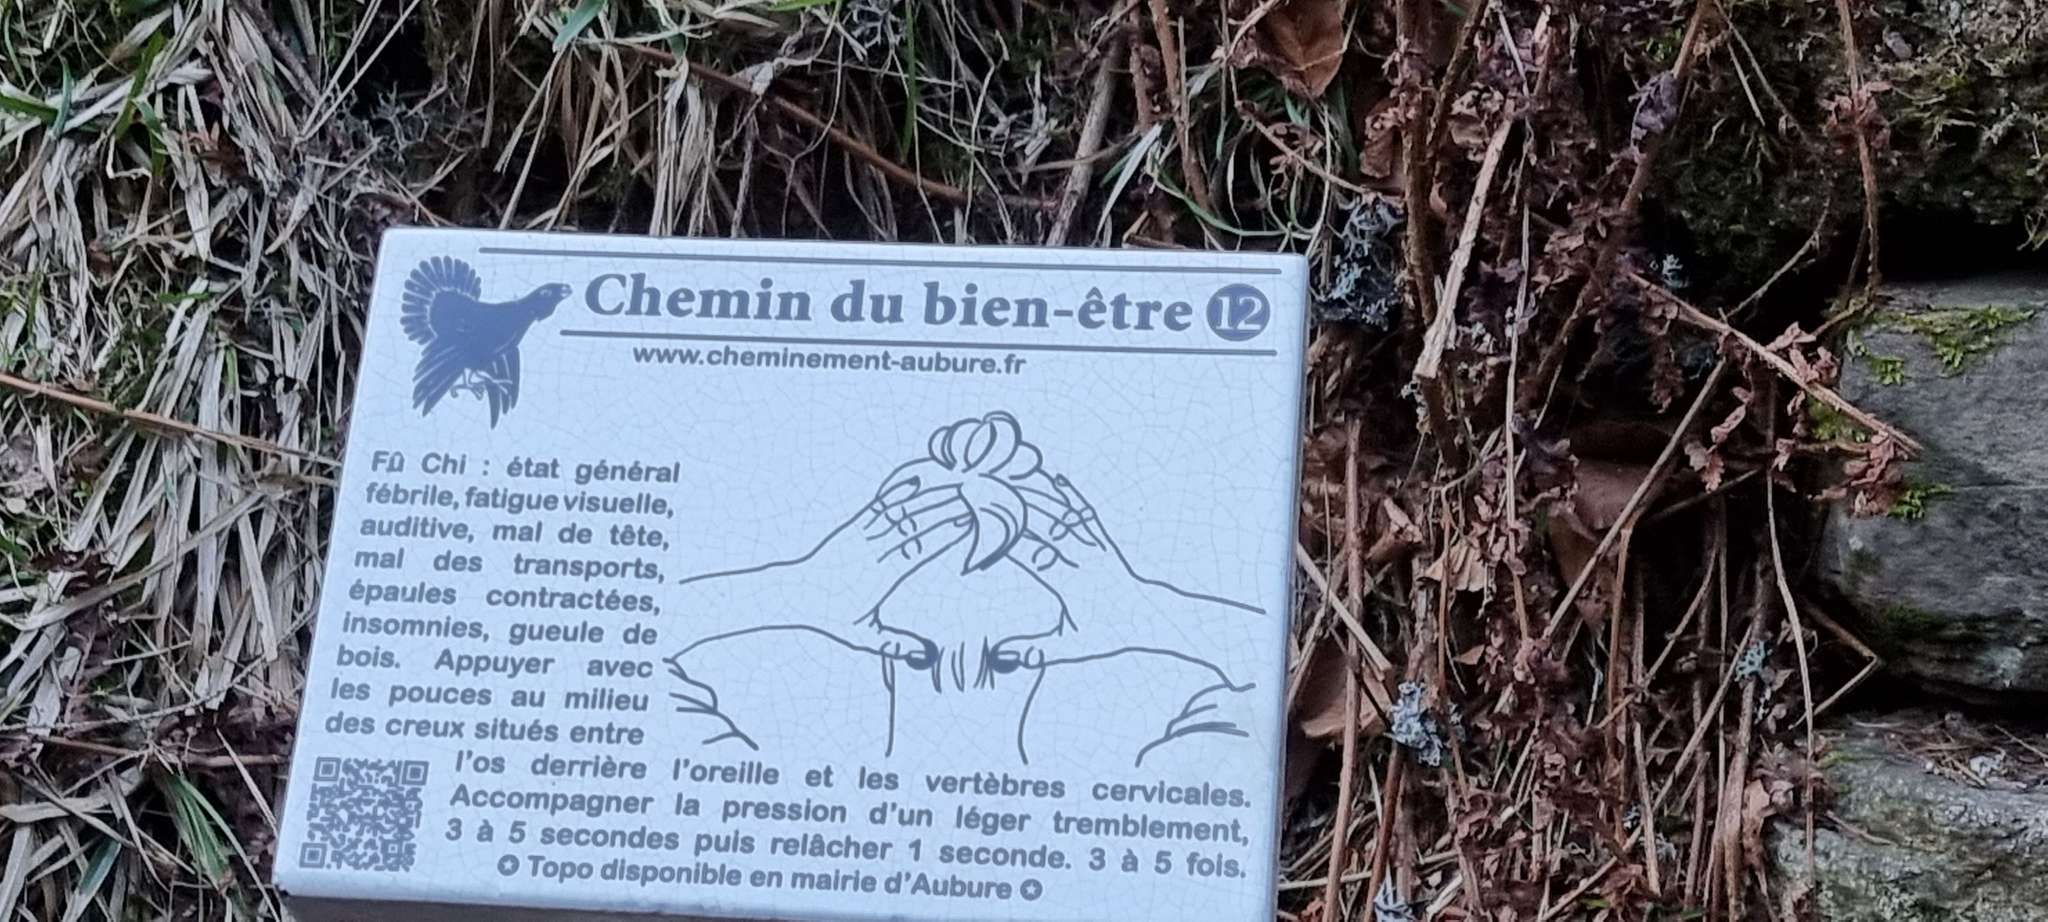 Chemin du bien-être 12
www.cheminement-aubure.fr
Fû Chi : état général
fébrile, fatigue visuelle,
auditive, mal de tête,
mal des transports,
épaules contractées,
insomnies, gueule de
bois. Appuyer avec
les pouces au milieu
des creux situés entre
l'os derrière l'oreille et les vertèbres cervicales.
Accompagner la pression d'un léger tremblement,
3 à 5 secondes puis relâcher 1 seconde. 3 à 5 fois.
✪ Topo disponible en mairie d'Aubure ✪